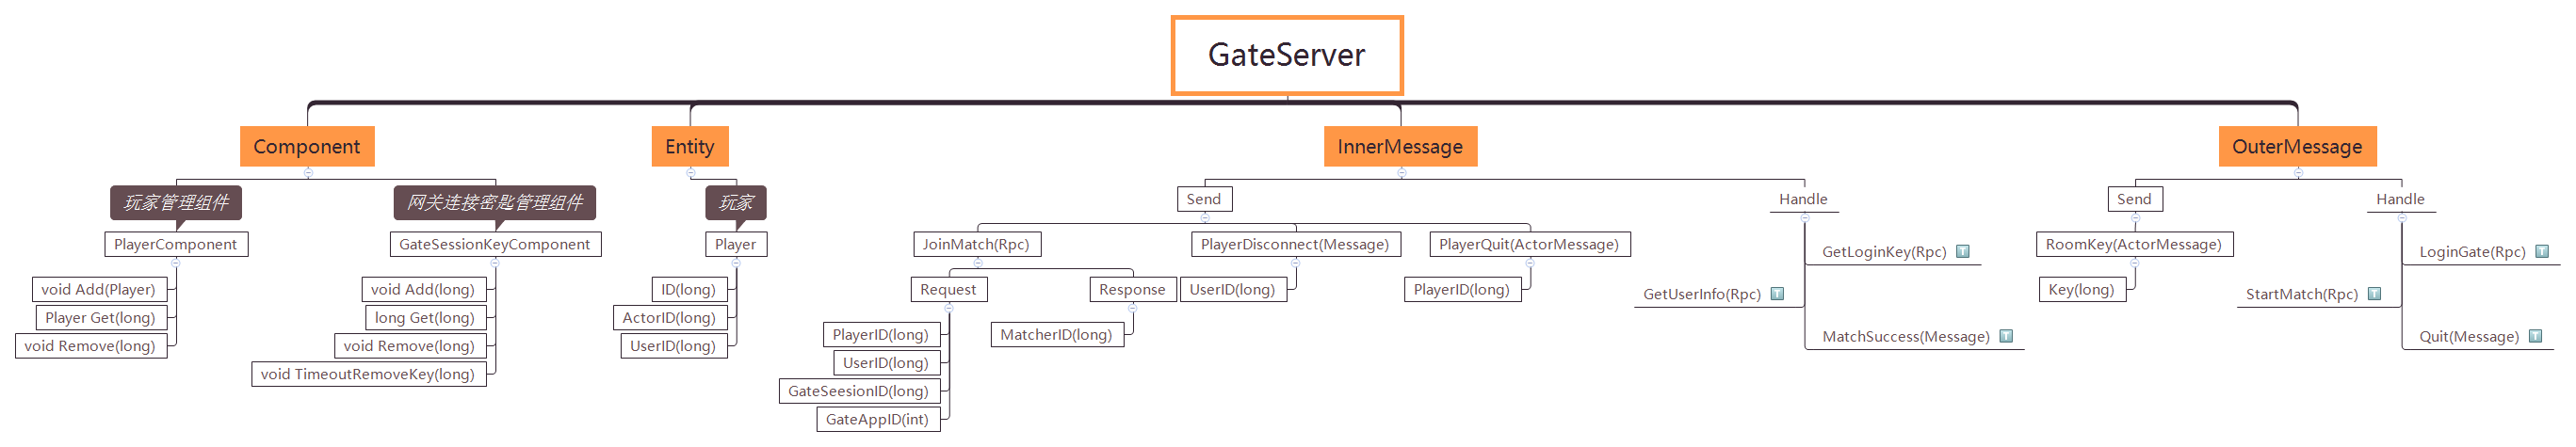 GateServer
Component
Entity
InnerMessage
OuterMessage
玩家管理组件
网关连接密匙管理组件
玩家
Send
Handle
Send
Handle
PlayerComponent
GateSessionKeyComponent
Player
JoinMatch(Rpc)
PlayerDisconnect(Message)
PlayerQuit(ActorMessage)
GetLoginKey(Rpc)
RoomKey(ActorMessage)
LoginGate(Rpc)
void Add(Player)
void Add(long)
ID(long)
Request
Response
UserID(long)
PlayerID(long)
GetUserInfo(Rpc)
Key(long)
StartMatch(Rpc)
Player Get(long)
long Get(long)
ActorID(long)
PlayerID(long)
MatcherID(long)
MatchSuccess(Message)
Quit(Message)
void Remove(long)
void Remove(long)
UserID(long)
UserID(long)
void TimeoutRemoveKey(long)
GateSeesionID(long)
GateAppID(int)